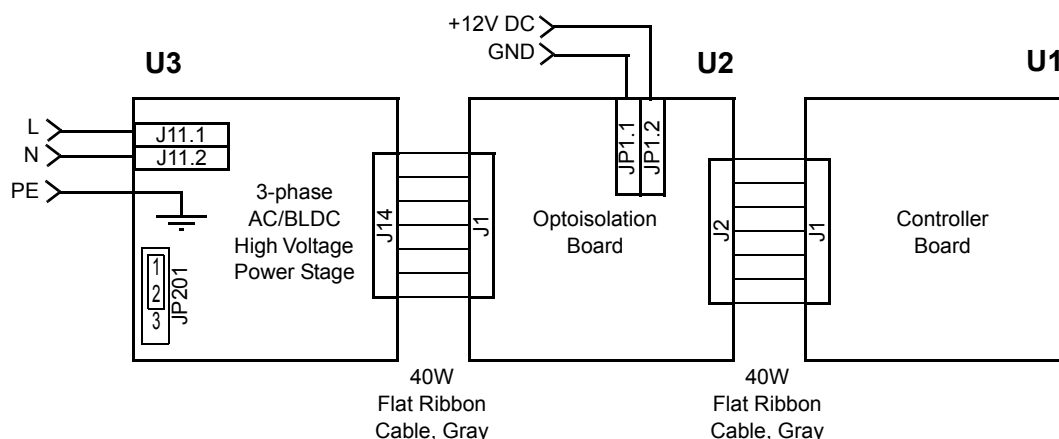 +12V DC
GND
U3
U2
U1
L
N
PE
J11.1
J11.2
JP1.1
JP1.2
3-phase
AC/BLDC
High Voltage
Power Stage
J14
J1
Optoisolation
Board
J2
J1
Controller
Board
1
2
3
JP201
40W
Flat Ribbon
Cable, Gray
40W
Flat Ribbon
Cable, Gray